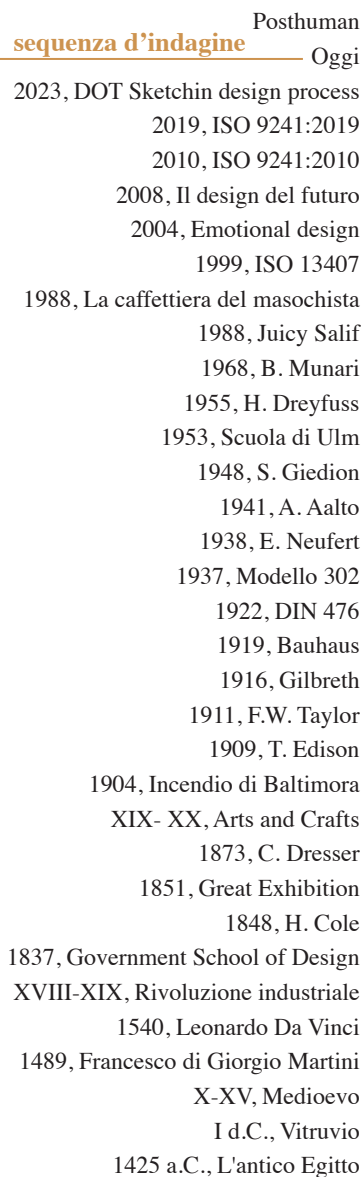 Posthuman
sequenza d’indagine
Oggi
2023, DOT Sketchin design process
2019, ISO 9241:2019
2010, ISO 9241:2010
2008, Il design del futuro
2004, Emotional design
1999, ISO 13407
1988, La caffettiera del masochista
1988, Juicy Salif
1968, B. Munari
1955, H. Dreyfuss
1953, Scuola di Ulm
1948, S. Giedion
1941, A. Aalto
1938, E. Neufert
1937, Modello 302
1922, DIN 476
1919, Bauhaus
1916, Gilbreth
1911, F.W. Taylor
1909, T. Edison
1904, Incendio di Baltimora
XIX- XX, Arts and Crafts
1873, C. Dresser
1851, Great Exhibition
1848, H. Cole
1837, Government School of Design
XVIII-XIX, Rivoluzione industriale
1540, Leonardo Da Vinci
1489, Francesco di Giorgio Martini
X-XV, Medioevo
I d.C., Vitruvio
1425 a.C., L'antico Egitto